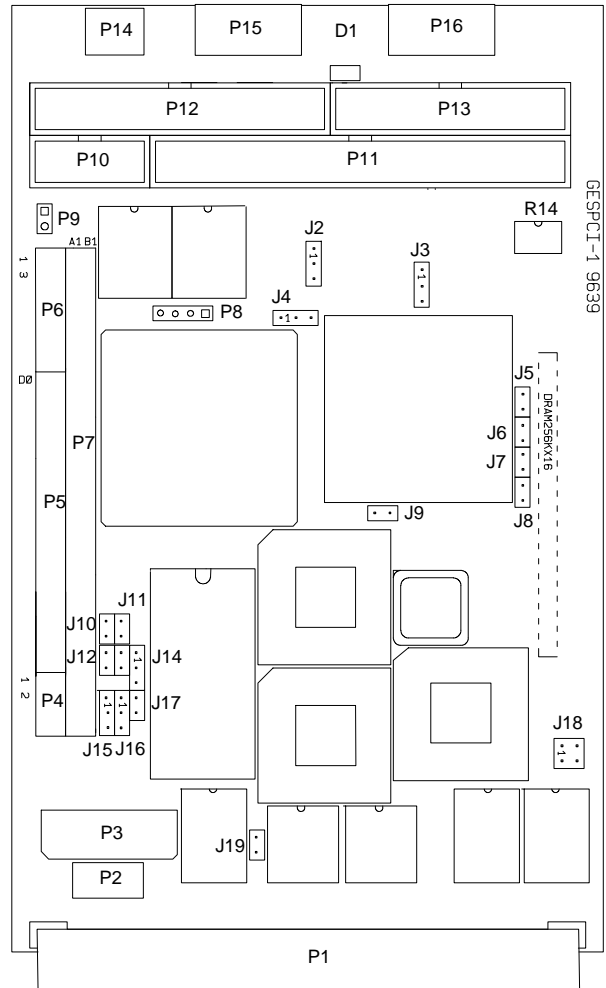 P14
P15
D1
P16
P12
P13
P10
P11
GESPCI-1 9639
P9
R14
A1 B1
J2
J3
1
3
1
1
P6
P8
J4
1
D0
J5
DRAM256KX16
P7
J6
J7
P5
J9
J8
J11
J10
J12
J14
1
1
2
P4
J17
1
1
J15
J16
J18
1
P3
J19
P2
P1